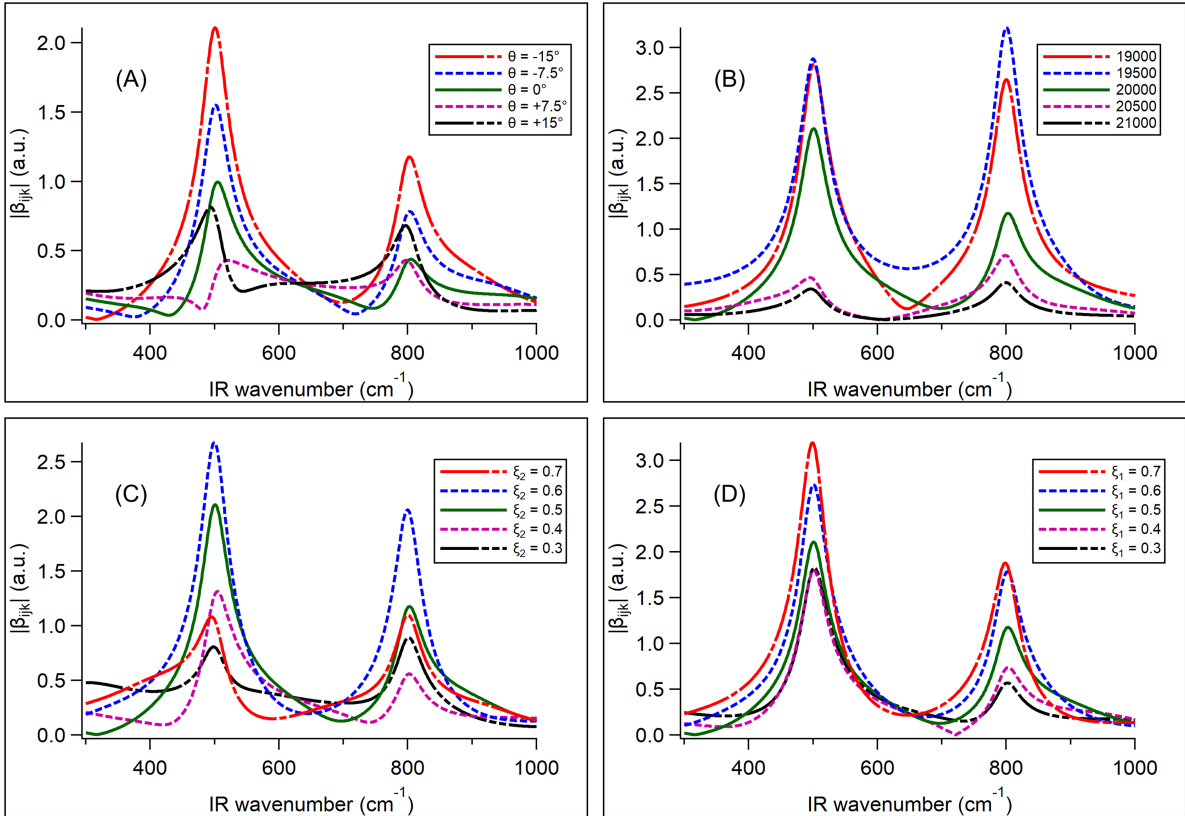 (A)
|β_ijk| (a.u.)
2.0
1.5
1.0
0.5
0.0
θ = -15°
θ = -7.5°
θ = 0°
θ = +7.5°
θ = +15°
400 600 800 1000
IR wavenumber (cm⁻¹)
(B)
|β_ijk| (a.u.)
3.0
2.5
2.0
1.5
1.0
0.5
0.0
19000
19500
20000
20500
21000
400 600 800 1000
IR wavenumber (cm⁻¹)
(C)
|β_ijk| (a.u.)
2.5
2.0
1.5
1.0
0.5
0.0
ξ₂ = 0.7
ξ₂ = 0.6
ξ₂ = 0.5
ξ₂ = 0.4
ξ₂ = 0.3
400 600 800 1000
IR wavenumber (cm⁻¹)
(D)
|β_ijk| (a.u.)
3.0
2.5
2.0
1.5
1.0
0.5
0.0
ξ₁ = 0.7
ξ₁ = 0.6
ξ₁ = 0.5
ξ₁ = 0.4
ξ₁ = 0.3
400 600 800 1000
IR wavenumber (cm⁻¹)